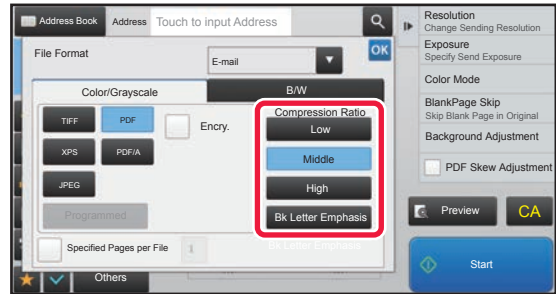 Address Book
Address
Touch to input Address
File Format
E-mail
OK
Color/Grayscale
B/W
TIFF
PDF
Encry.
XPS
PDF/A
JPEG
Programmed
Compression Ratio
Low
Middle
High
Bk Letter Emphasis
Bk Letter Emphasis
Specified Pages per File
1
Others
Resolution
Change Sending Resolution
Exposure
Specify Send Exposure
Color Mode
BlankPage Skip
Skip Blank Page in Original
Background Adjustment
PDF Skew Adjustment
Preview
CA
Start